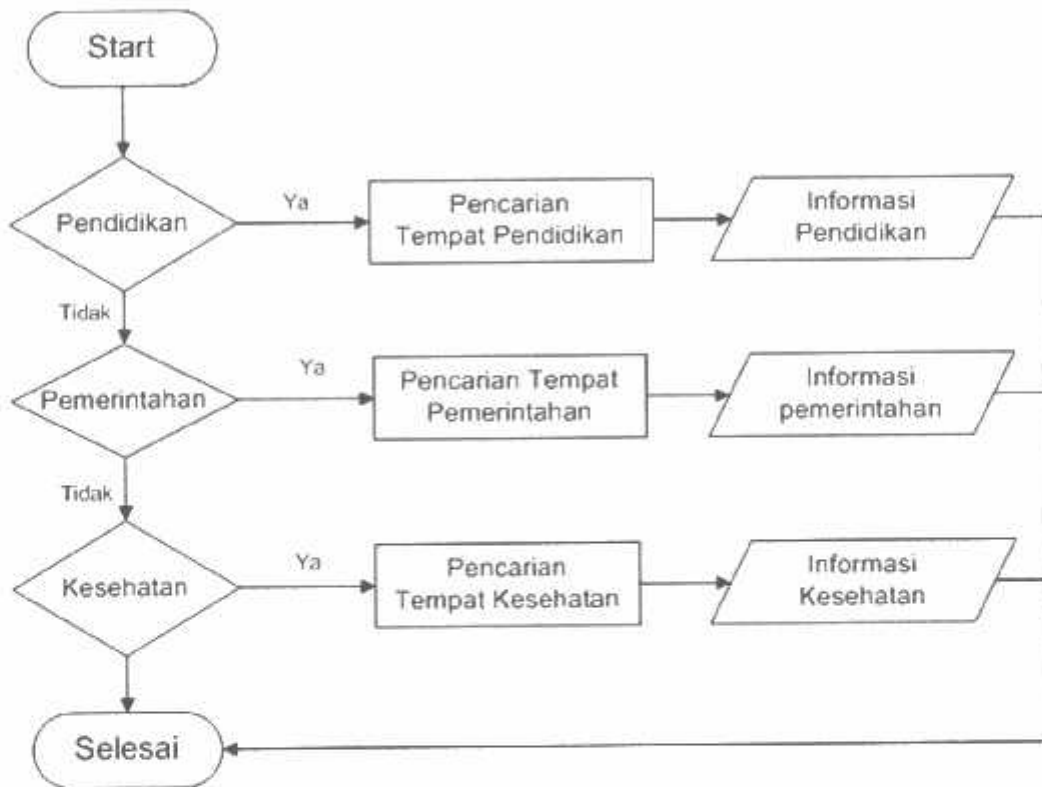 Start
Pendidikan
Ya
Pencarian
Tempat Pendidikan
Informasi
Pendidikan
Tidak
Pemerintahan
Ya
Pencarian Tempat
Pemerintahan
Informasi
pemerintahan
Tidak
Kesehatan
Ya
Pencarian
Tempat Kesehatan
Informasi
Kesehatan
Selesai